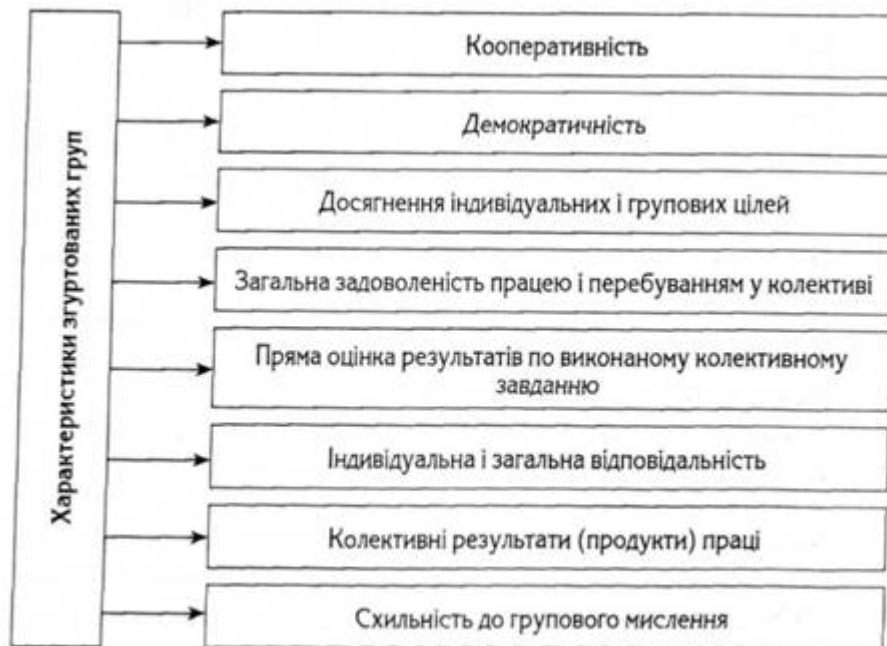 Характеристики згуртованих груп
Кооперативність
Демократичність
Досягнення індивідуальних і групових цілей
Загальна задоволеність працею і перебуванням у колективі
Пряма оцінка результатів по виконаному колективному
завданню
Індивідуальна і загальна відповідальність
Колективні результати (продукти) праці
Схильність до групового мислення